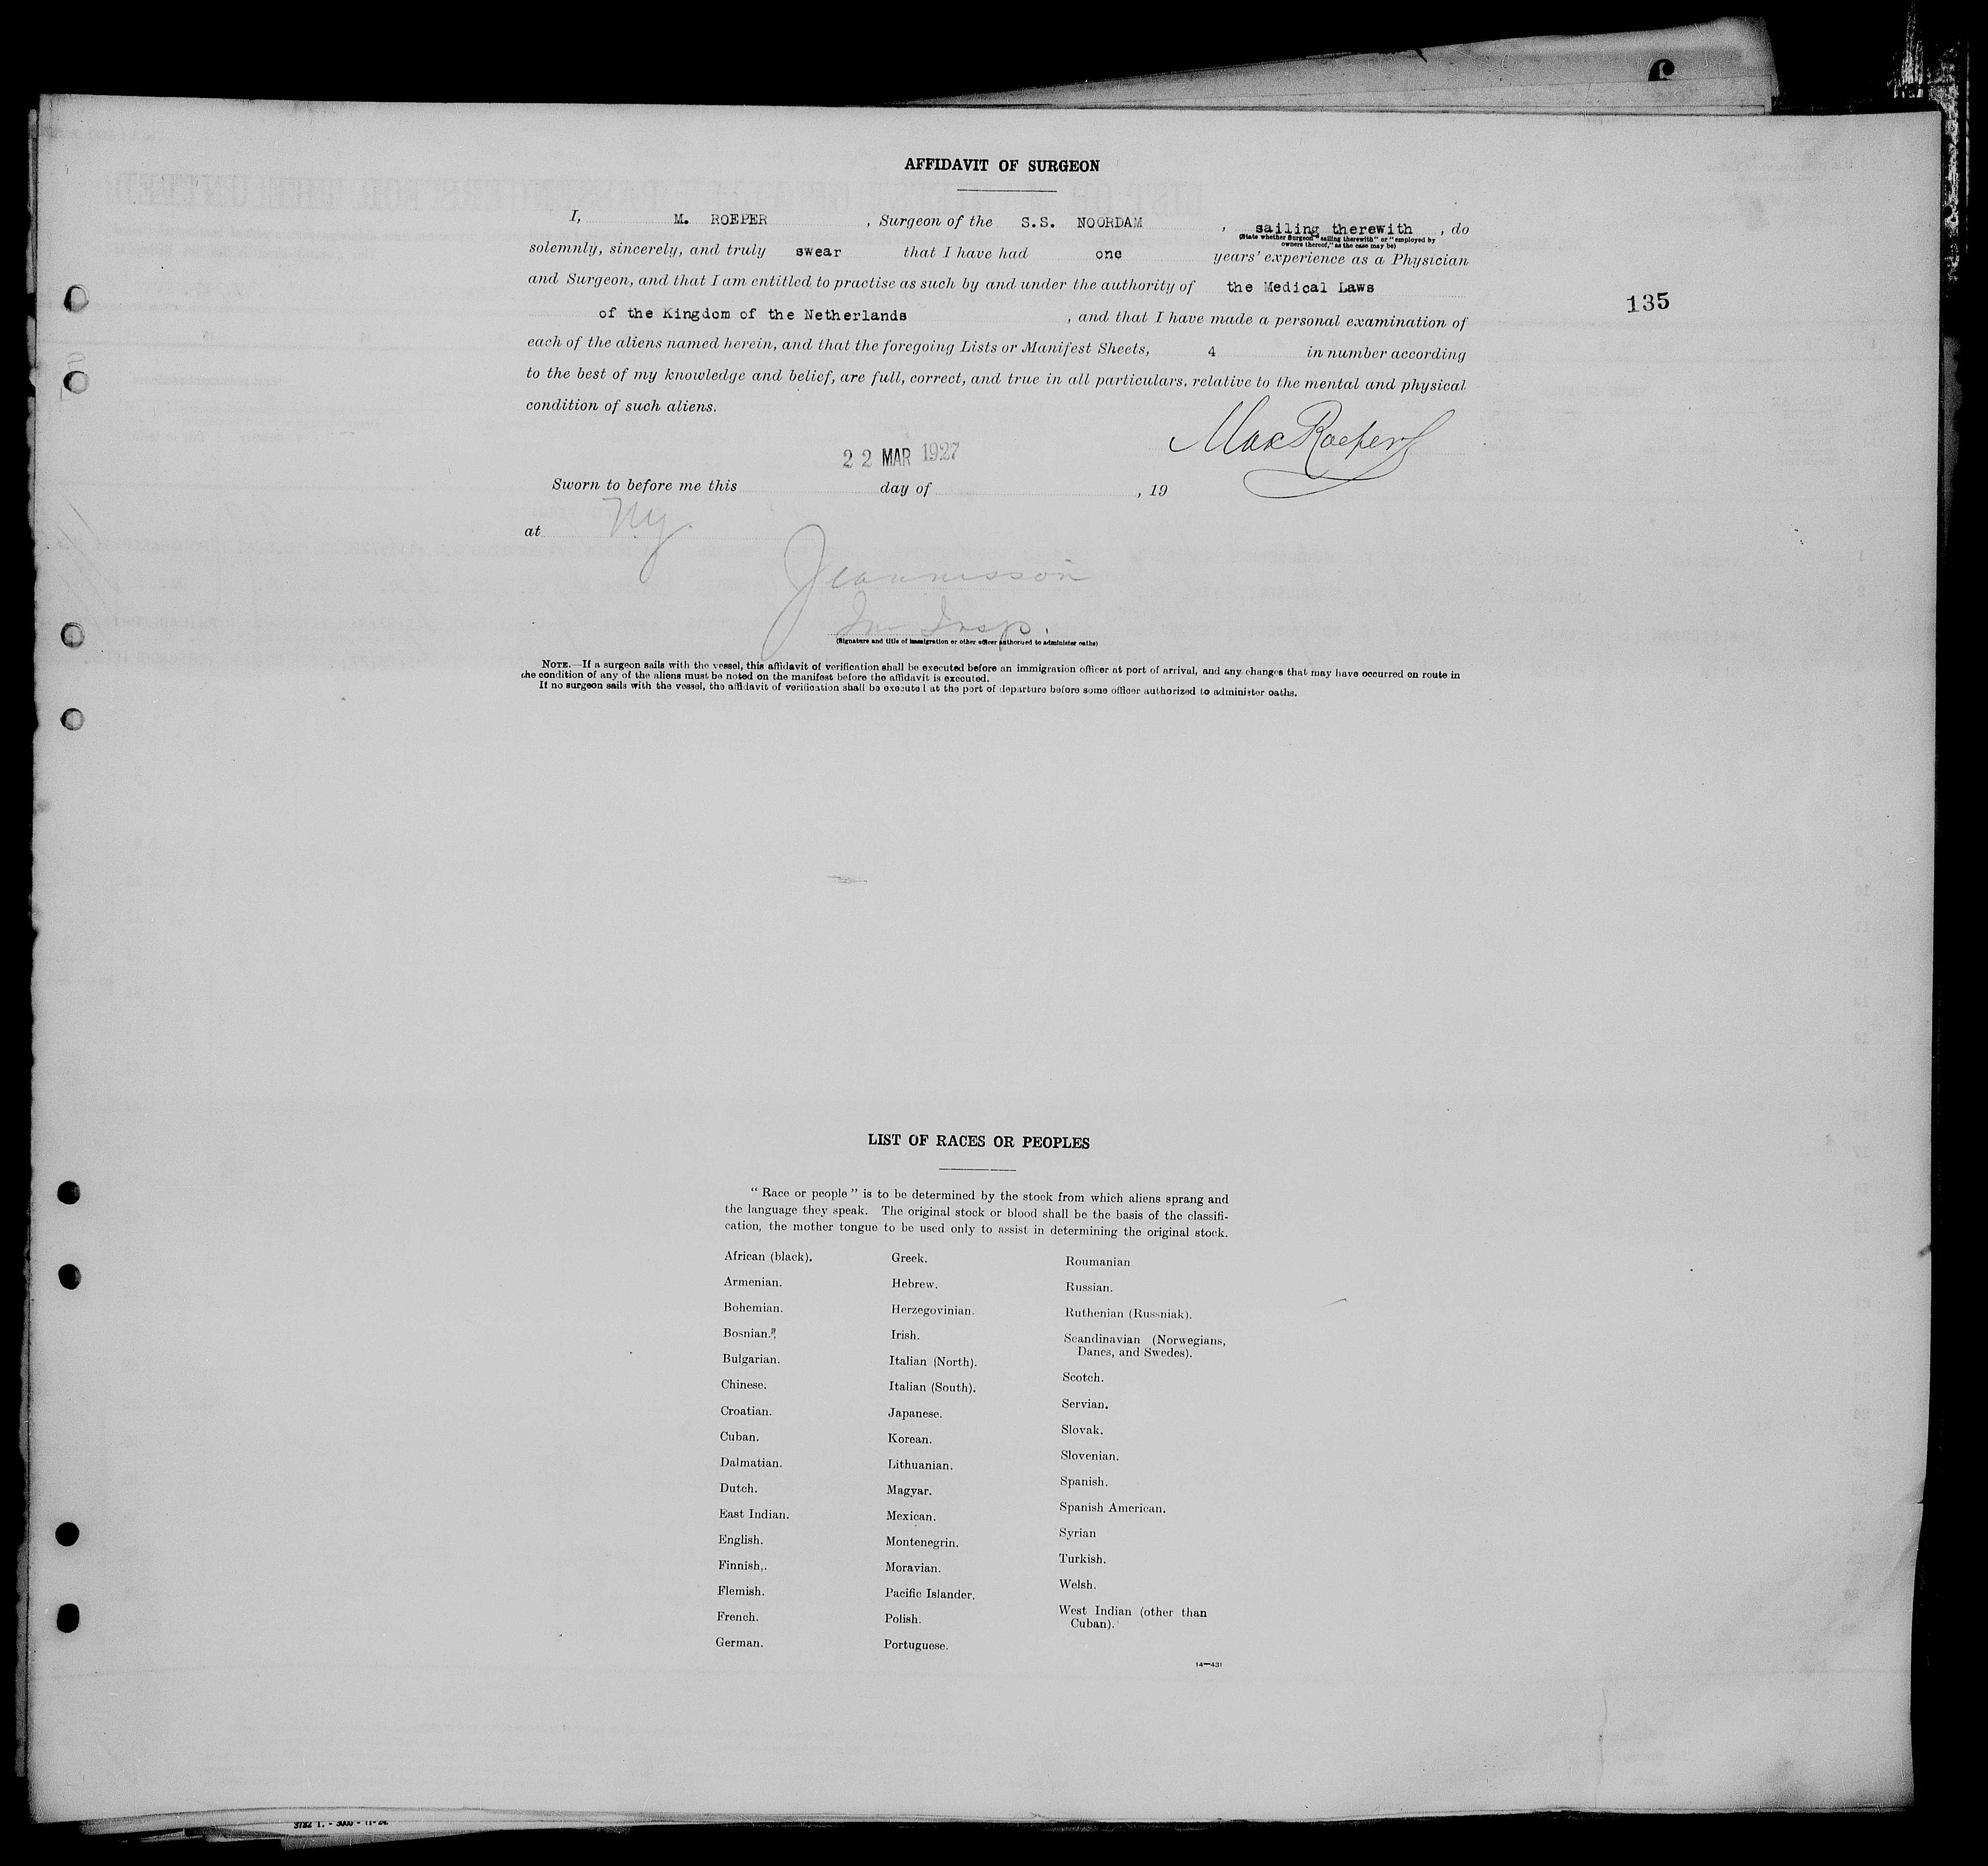 AFFIDAVIT OF SURGEON
I, M. ROEPER, Surgeon of the S.S. NOORDAM, sailing therewith, do
(State whether Surgeon "sailing therewith" or "employed by
owners thereof," as the case may be)
solemnly, sincerely, and truly swear that I have had one years' experience as a Physician
and Surgeon, and that I am entitled to practise as such by and under the authority of the Medical Laws
of the Kingdom of the Netherlands, and that I have made a personal examination of
135
each of the aliens named herein, and that the foregoing Lists or Manifest Sheets, 4 in number according
to the best of my knowledge and belief, are full, correct, and true in all particulars, relative to the mental and physical
condition of such aliens.
Max Roeper
22 MAR 1927
Sworn to before me this day of , 19
at NY.
Im Insp.
(Signature and title of immigration or other officer authorized to administer oaths)
NOTE.—If a surgeon sails with the vessel, this affidavit of verification shall be executed before an immigration officer at port of arrival, and any changes that may have occurred on route in
the condition of any of the aliens must be noted on the manifest before the affidavit is executed.
If no surgeon sails with the vessel, the affidavit of verification shall be executed at the port of departure before some officer authorized to administer oaths.
LIST OF RACES OR PEOPLES
"Race or people" is to be determined by the stock from which aliens sprang and
the language they speak. The original stock or blood shall be the basis of the classifi-
cation, the mother tongue to be used only to assist in determining the original stock.
African (black).
Armenian.
Bohemian.
Bosnian.
Bulgarian.
Chinese.
Croatian.
Cuban.
Dalmatian.
Dutch.
East Indian.
English.
Finnish.
Flemish.
French.
German.
Greek.
Hebrew.
Herzegovinian.
Irish.
Italian (North).
Italian (South).
Japanese.
Korean.
Lithuanian.
Magyar.
Mexican.
Montenegrin.
Moravian.
Pacific Islander.
Polish.
Portuguese.
Roumanian
Russian.
Ruthenian (Russniak).
Scandinavian (Norwegians,
Danes, and Swedes).
Scotch.
Servian.
Slovak.
Slovenian.
Spanish.
Spanish American.
Syrian
Turkish.
Welsh.
West Indian (other than
Cuban).
14—431